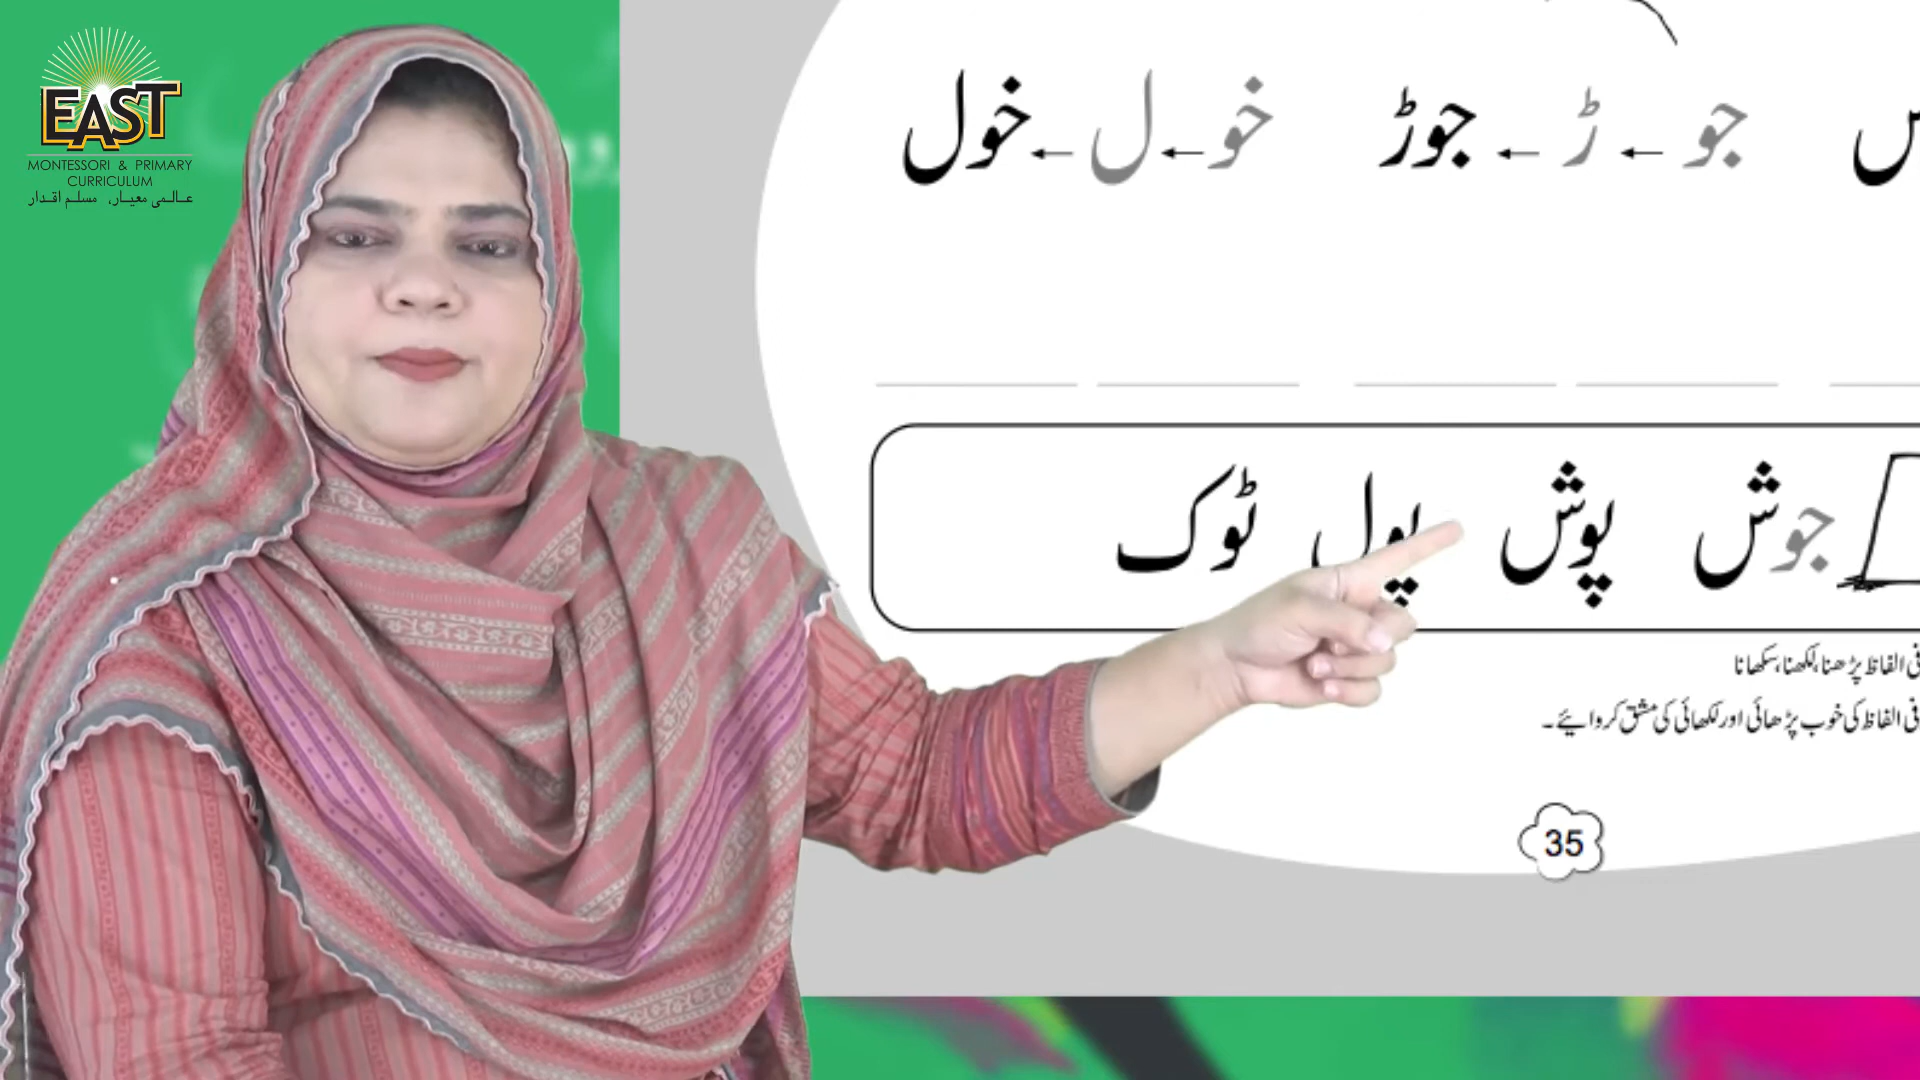 EAST
MONTESSORI & PRIMARY
CURRICULUM
عالمی معیار، مسلم اقدار
جو ← ڑ ← جوڑ خو ← ل ← خول
جوش پوش پول ٹوک
الفاظ پڑھنا، لکھنا، سکھانا
الفاظ کی خوب پڑھائی اور لکھائی کی مشق کروایئے۔
35